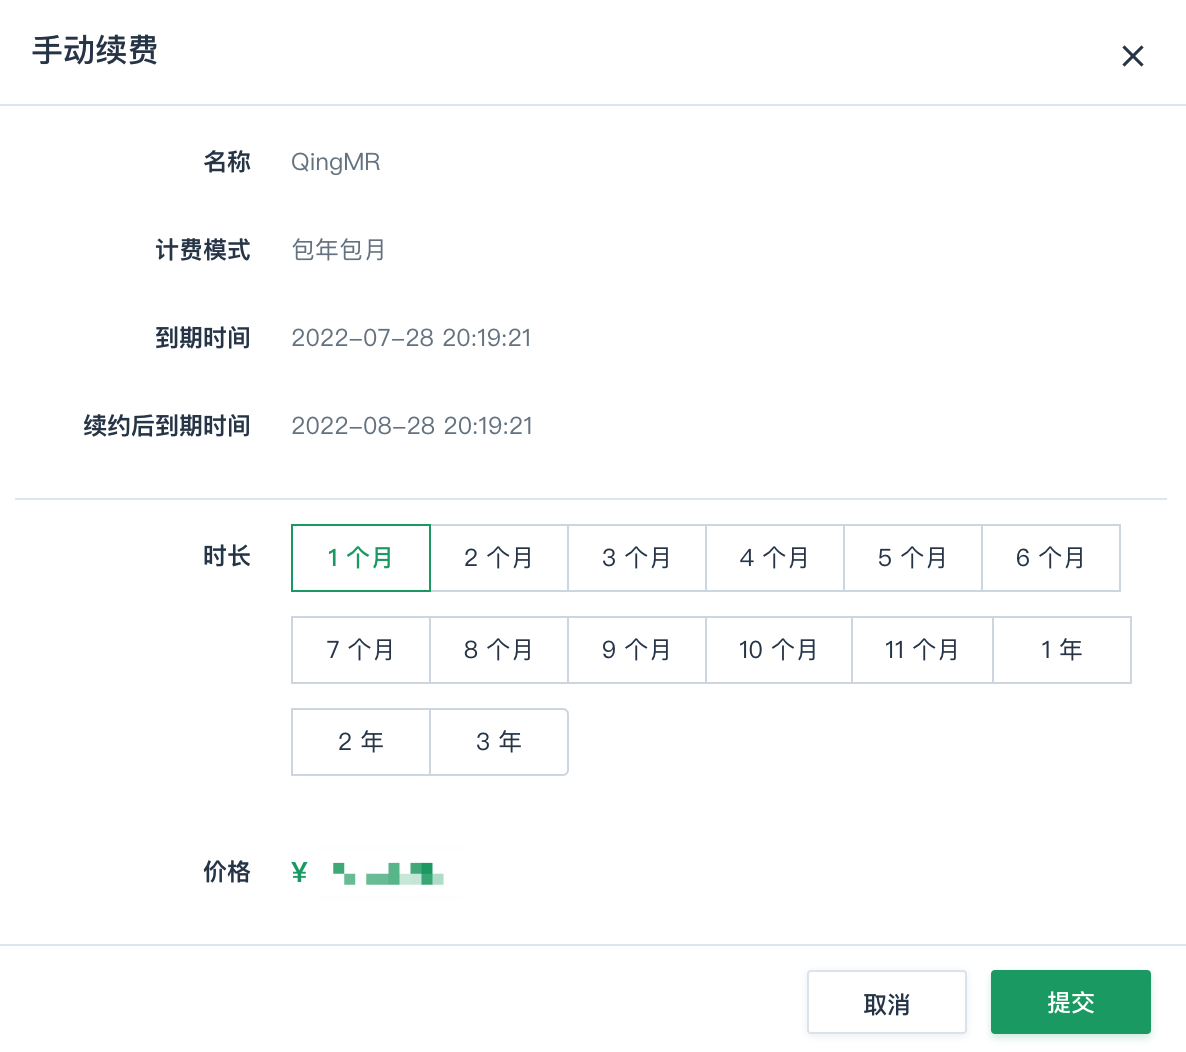 手动续费
名称 QingMR
计费模式 包年包月
到期时间 2022-07-28 20:19:21
续约后到期时间 2022-08-28 20:19:21
时长 1 个月 2 个月 3 个月 4 个月 5 个月 6 个月
7 个月 8 个月 9 个月 10 个月 11 个月 1 年
2 年 3 年
价格 ¥
取消 提交